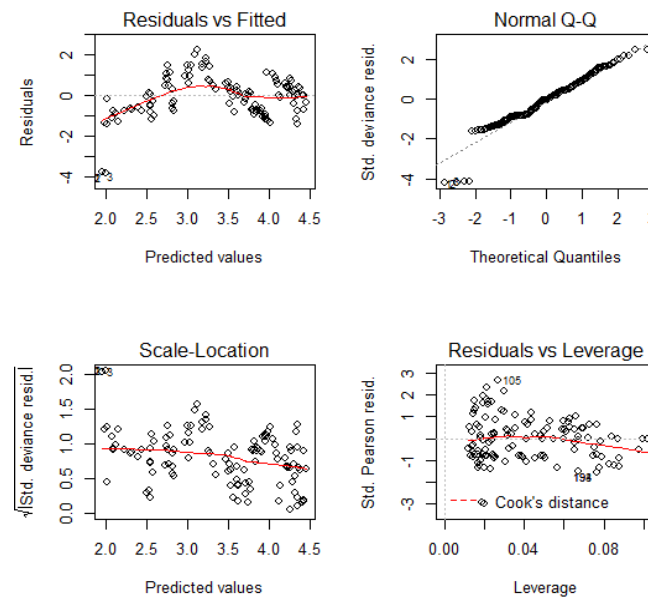 Residuals vs Fitted
Residuals
2
0
-2
-4
3
2.0 2.5 3.0 3.5 4.0 4.5
Predicted values
Normal Q-Q
Std. deviance resid.
2
0
-2
-4
-3 -2 -1 0 1 2
Theoretical Quantiles
Scale-Location
√|Std. deviance resid.|
2.0
1.5
1.0
0.5
0.0
3
2.0 2.5 3.0 3.5 4.0 4.5
Predicted values
Residuals vs Leverage
Std. Pearson resid.
3
1
-1
-3
105
Cook's distance
0.00 0.04 0.08
Leverage